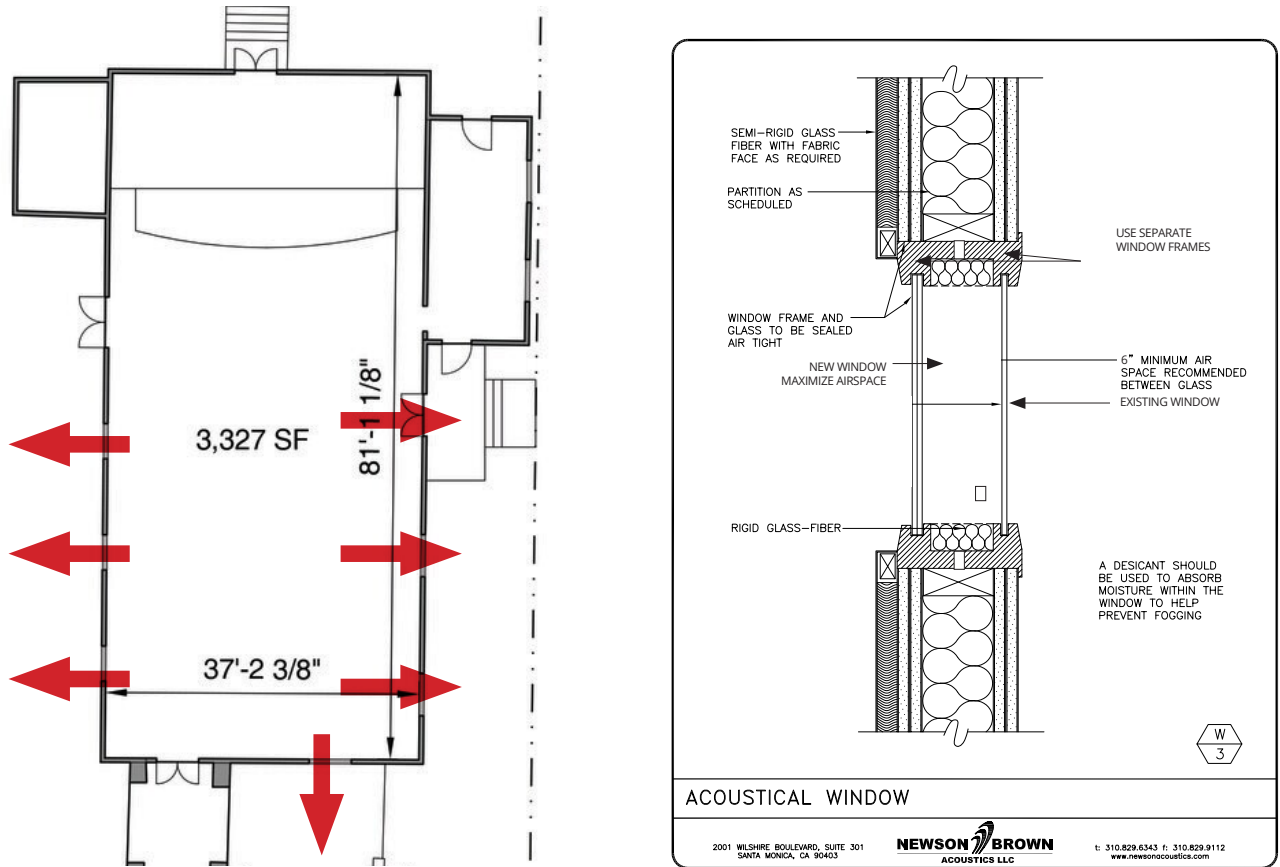 3,327 SF
81'-1 1/8"
37'-2 3/8"
SEMI-RIGID GLASS
FIBER WITH FABRIC
FACE AS REQUIRED
PARTITION AS
SCHEDULED
USE SEPARATE
WINDOW FRAMES
WINDOW FRAME AND
GLASS TO BE SEALED
AIR TIGHT
NEW WINDOW
MAXIMIZE AIRSPACE
6" MINIMUM AIR
SPACE RECOMMENDED
BETWEEN GLASS
EXISTING WINDOW
RIGID GLASS-FIBER
A DESICANT SHOULD
BE USED TO ABSORB
MOISTURE WITHIN THE
WINDOW TO HELP
PREVENT FOGGING
W
3
ACOUSTICAL WINDOW
2001 WILSHIRE BOULEVARD, SUITE 301
SANTA MONICA, CA 90403
NEWSON BROWN
ACOUSTICS LLC
t: 310.829.6343 f: 310.829.9112
www.newsonacoustics.com